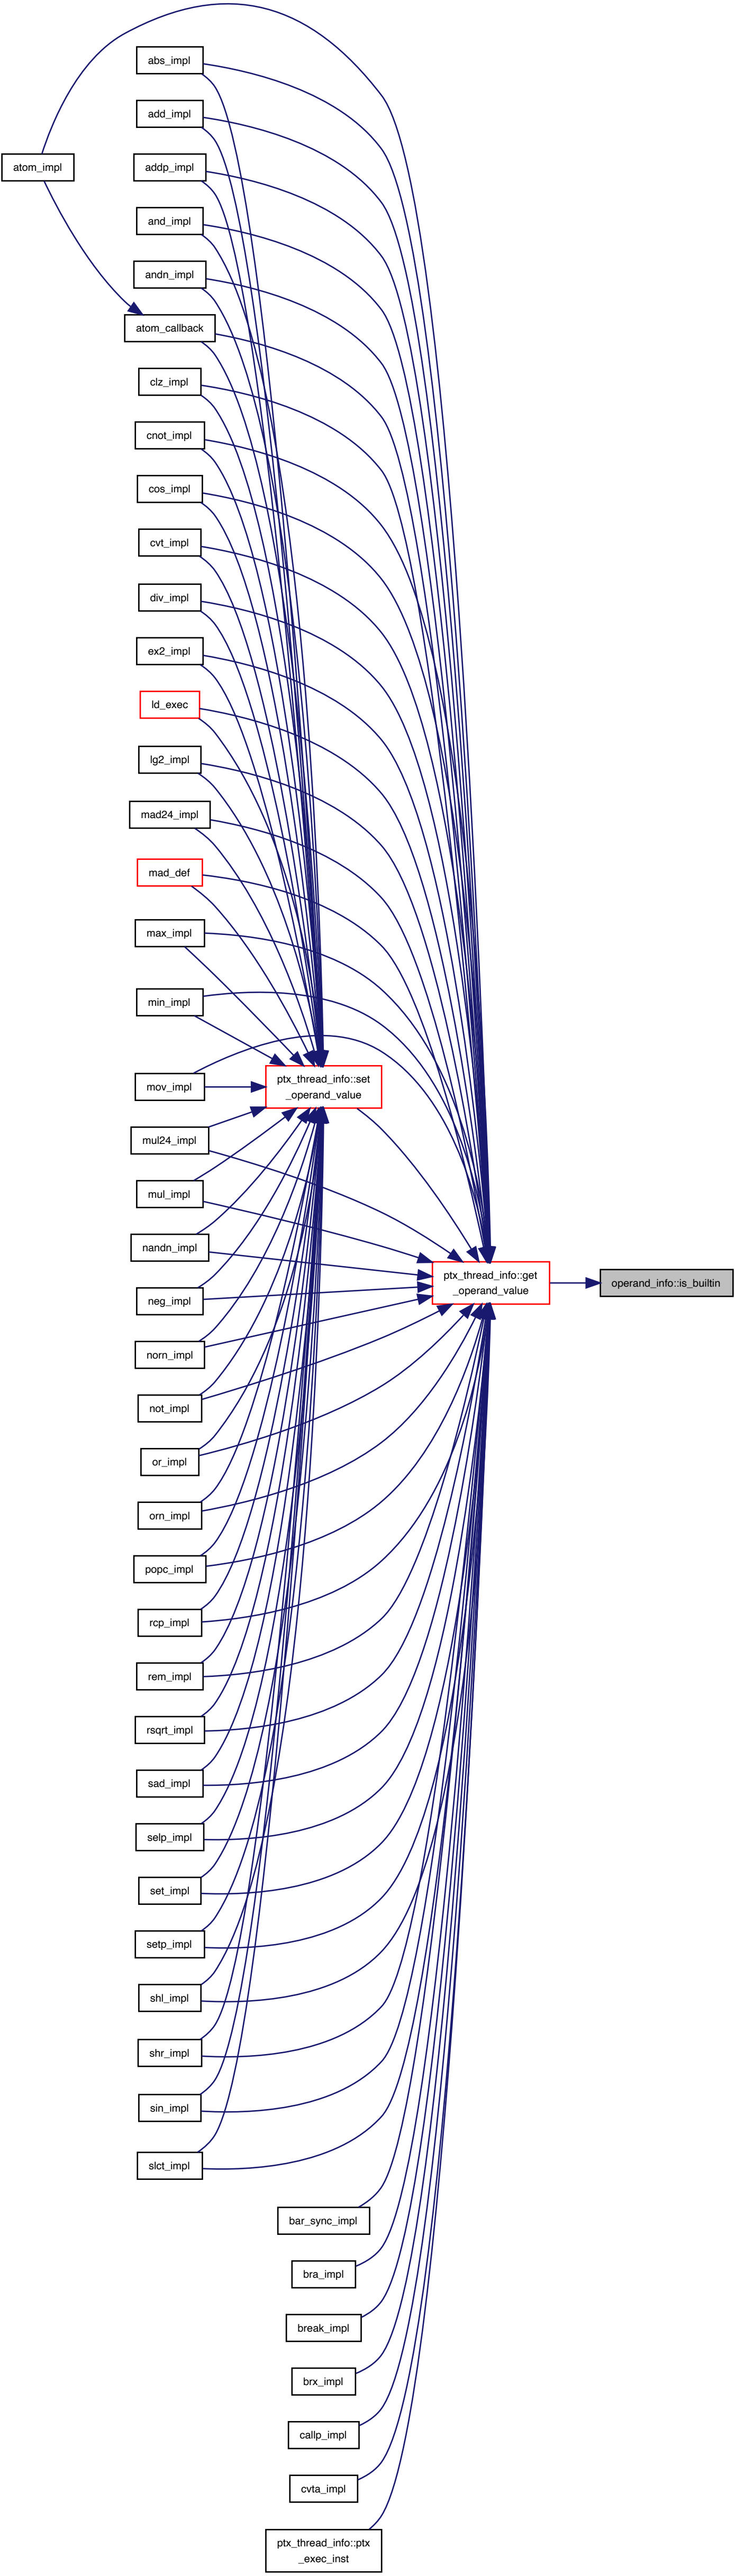 abs_impl
add_impl
atom_impl
addp_impl
and_impl
andn_impl
atom_callback
clz_impl
cnot_impl
cos_impl
cvt_impl
div_impl
ex2_impl
ld_exec
lg2_impl
mad24_impl
mad_def
max_impl
min_impl
mov_impl
ptx_thread_info::set
_operand_value
mul24_impl
mul_impl
nandn_impl
ptx_thread_info::get
_operand_value
operand_info::is_builtin
neg_impl
norn_impl
not_impl
or_impl
orn_impl
popc_impl
rcp_impl
rem_impl
rsqrt_impl
sad_impl
selp_impl
set_impl
setp_impl
shl_impl
shr_impl
sin_impl
slct_impl
bar_sync_impl
bra_impl
break_impl
brx_impl
callp_impl
cvta_impl
ptx_thread_info::ptx
_exec_inst